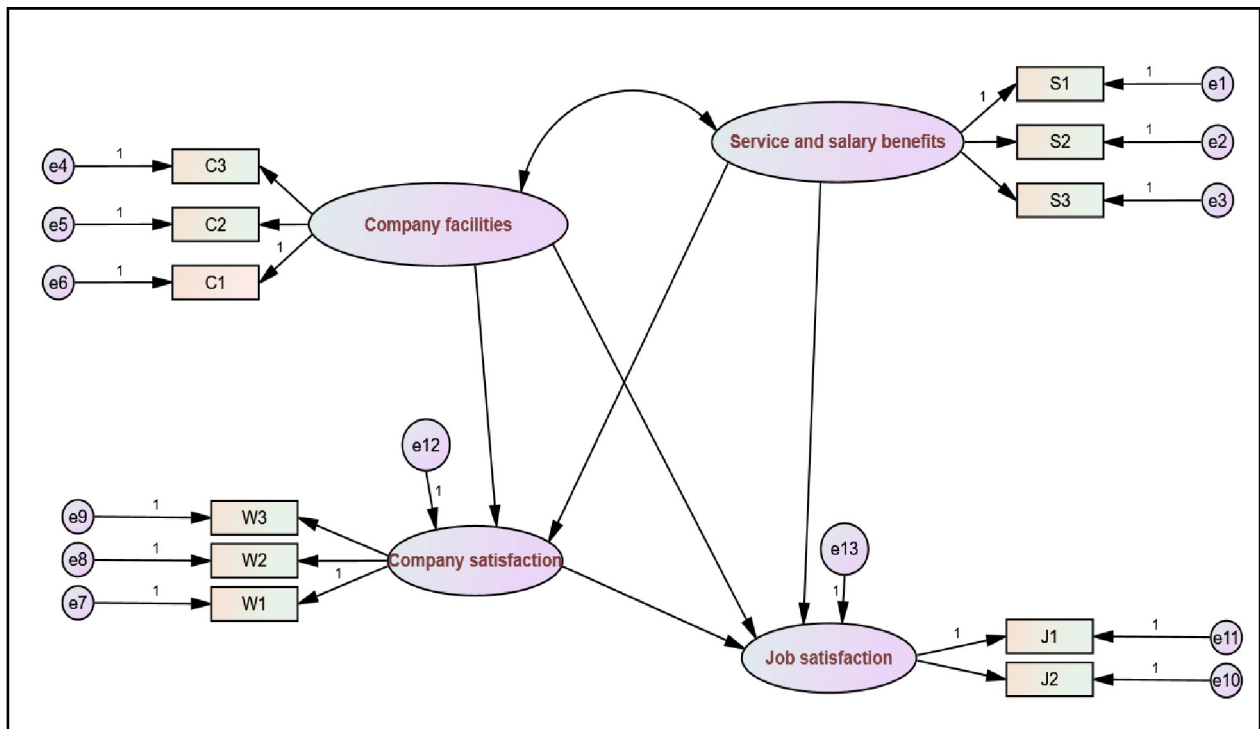 1
S1
1
e1
Service and salary benefits
S2
1
e2
e4
1
C3
S3
1
e3
e5
1
C2
Company facilities
1
e6
1
C1
e12
1
e9
1
W3
e13
e8
1
W2
Company satisfaction
1
1
e7
1
W1
1
J1
1
e11
Job satisfaction
J2
1
e10